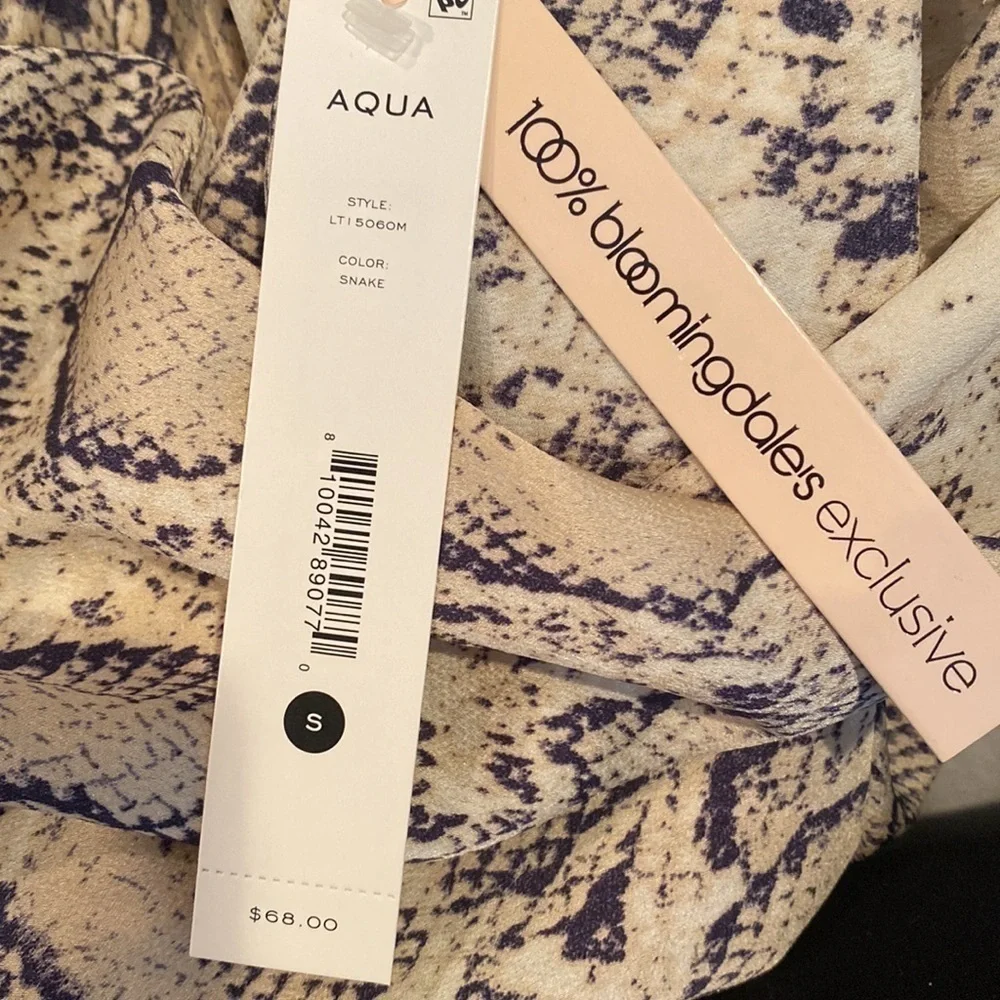 AQUA
STYLE:
LT15060M
COLOR:
SNAKE
8 10042 89077 0
S
$68.00
100% bloomingdale's exclusive